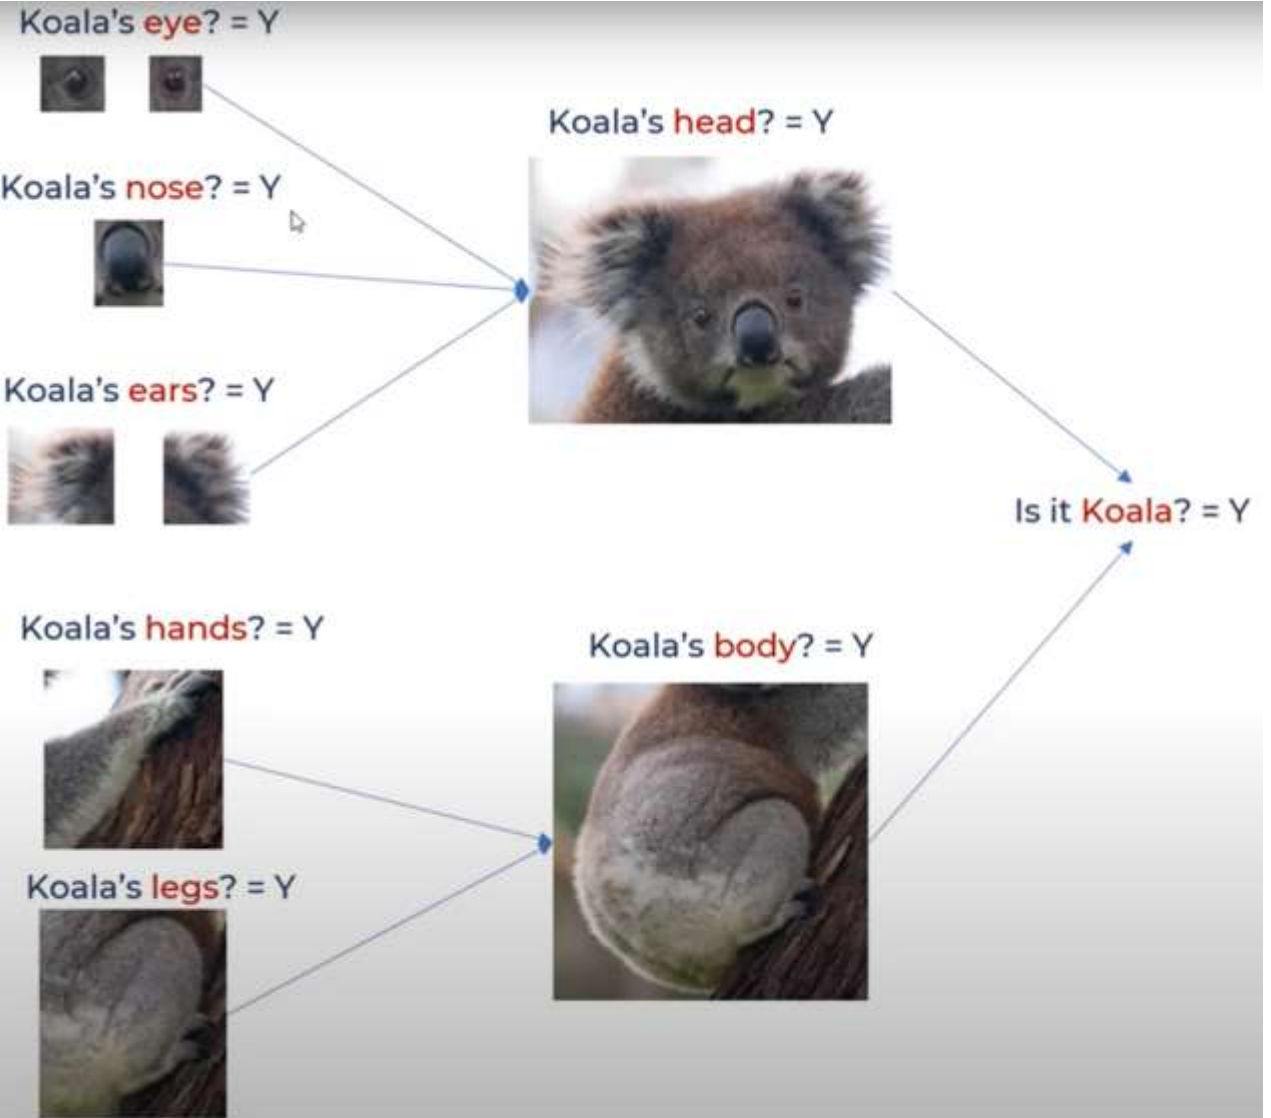 Koala's eye? = Y
Koala's nose? = Y
Koala's ears? = Y
Koala's head? = Y
Is it Koala? = Y
Koala's hands? = Y
Koala's legs? = Y
Koala's body? = Y